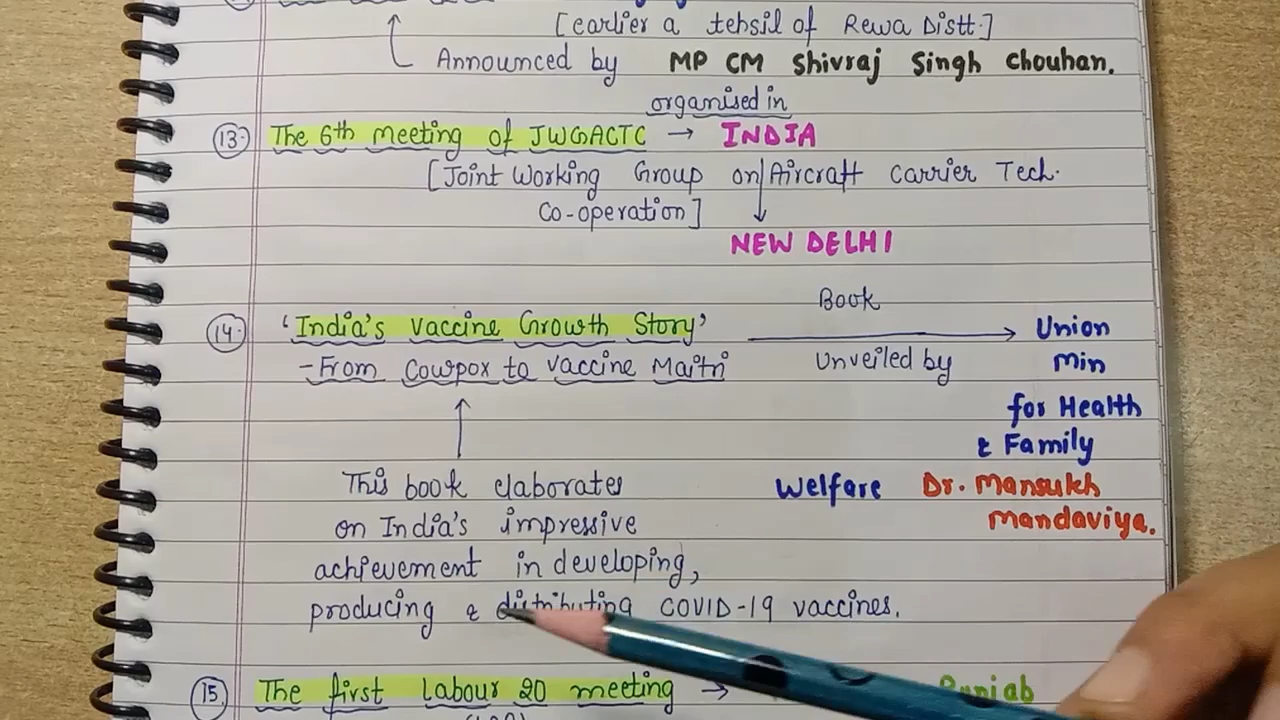 [earlier a tehsil of Rewa Distt.]
Announced by MP CM Shivraj Singh Chouhan.
organised in
13. The 6th meeting of JWGACTC → INDIA
[Joint Working Group on Aircraft Carrier Tech.
Co-operation]
NEW DELHI
Book
14. 'India's Vaccine Growth Story' → Union
- From Cowpox to Vaccine Maitri Unveiled by Min
for Health
& Family
This book elaborates Welfare Dr. Mansukh
on India's impressive Mandaviya.
achievement in developing,
producing & distributing COVID-19 vaccines.
15. The first Labour 20 meeting → Punjab